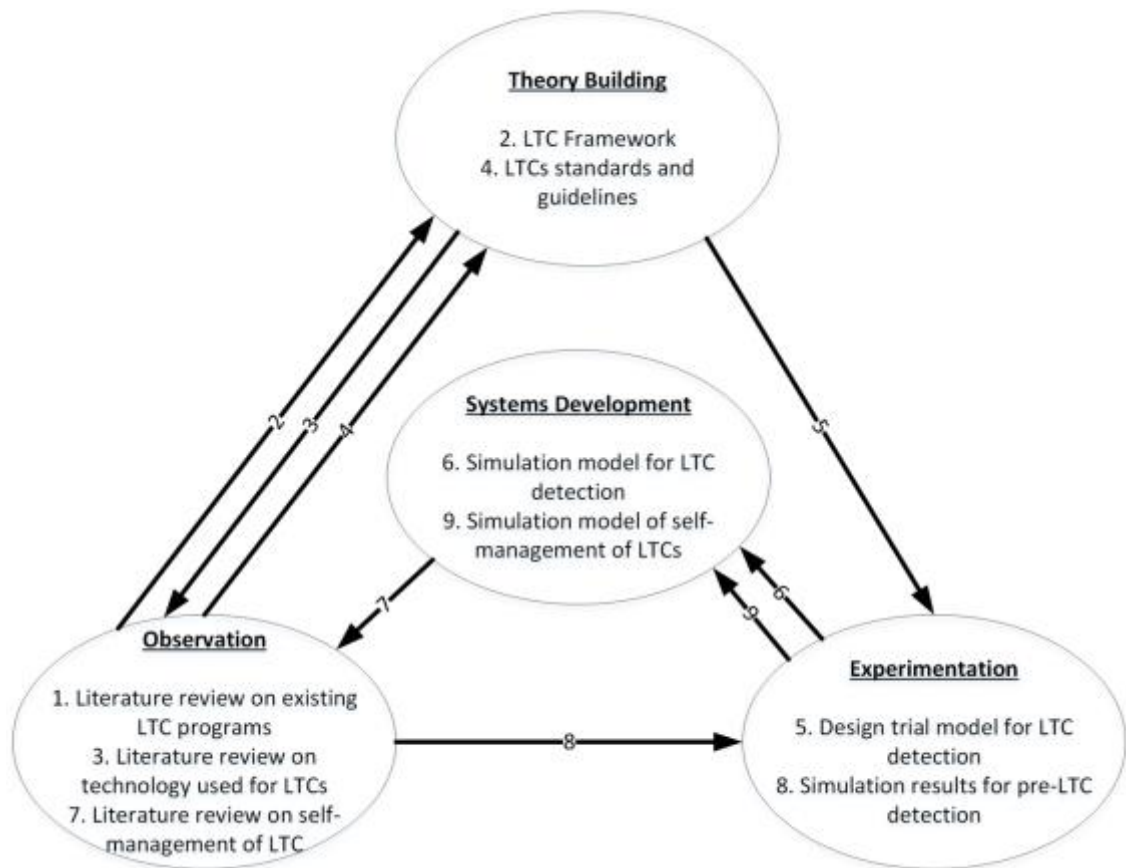 Theory Building
2. LTC Framework
4. LTCs standards and
guidelines
2
3
4
5
Systems Development
6. Simulation model for LTC
detection
9. Simulation model of self-
management of LTCs
7
6
9
Observation
1. Literature review on existing
LTC programs
3. Literature review on
technology used for LTCs
7. Literature review on self-
management of LTC
8
Experimentation
5. Design trial model for LTC
detection
8. Simulation results for pre-LTC
detection